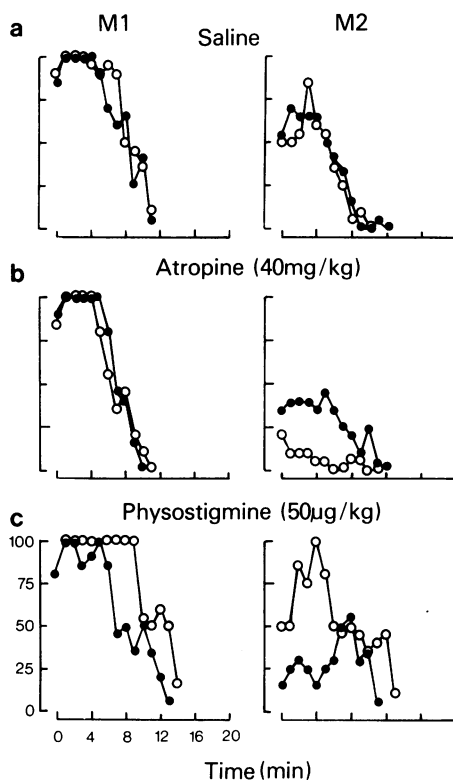 M1 M2
a Saline
b Atropine (40mg/kg)
c Physostigmine (50µg/kg)
100
75
50
25
0
0 4 8 12 16 20
Time (min)